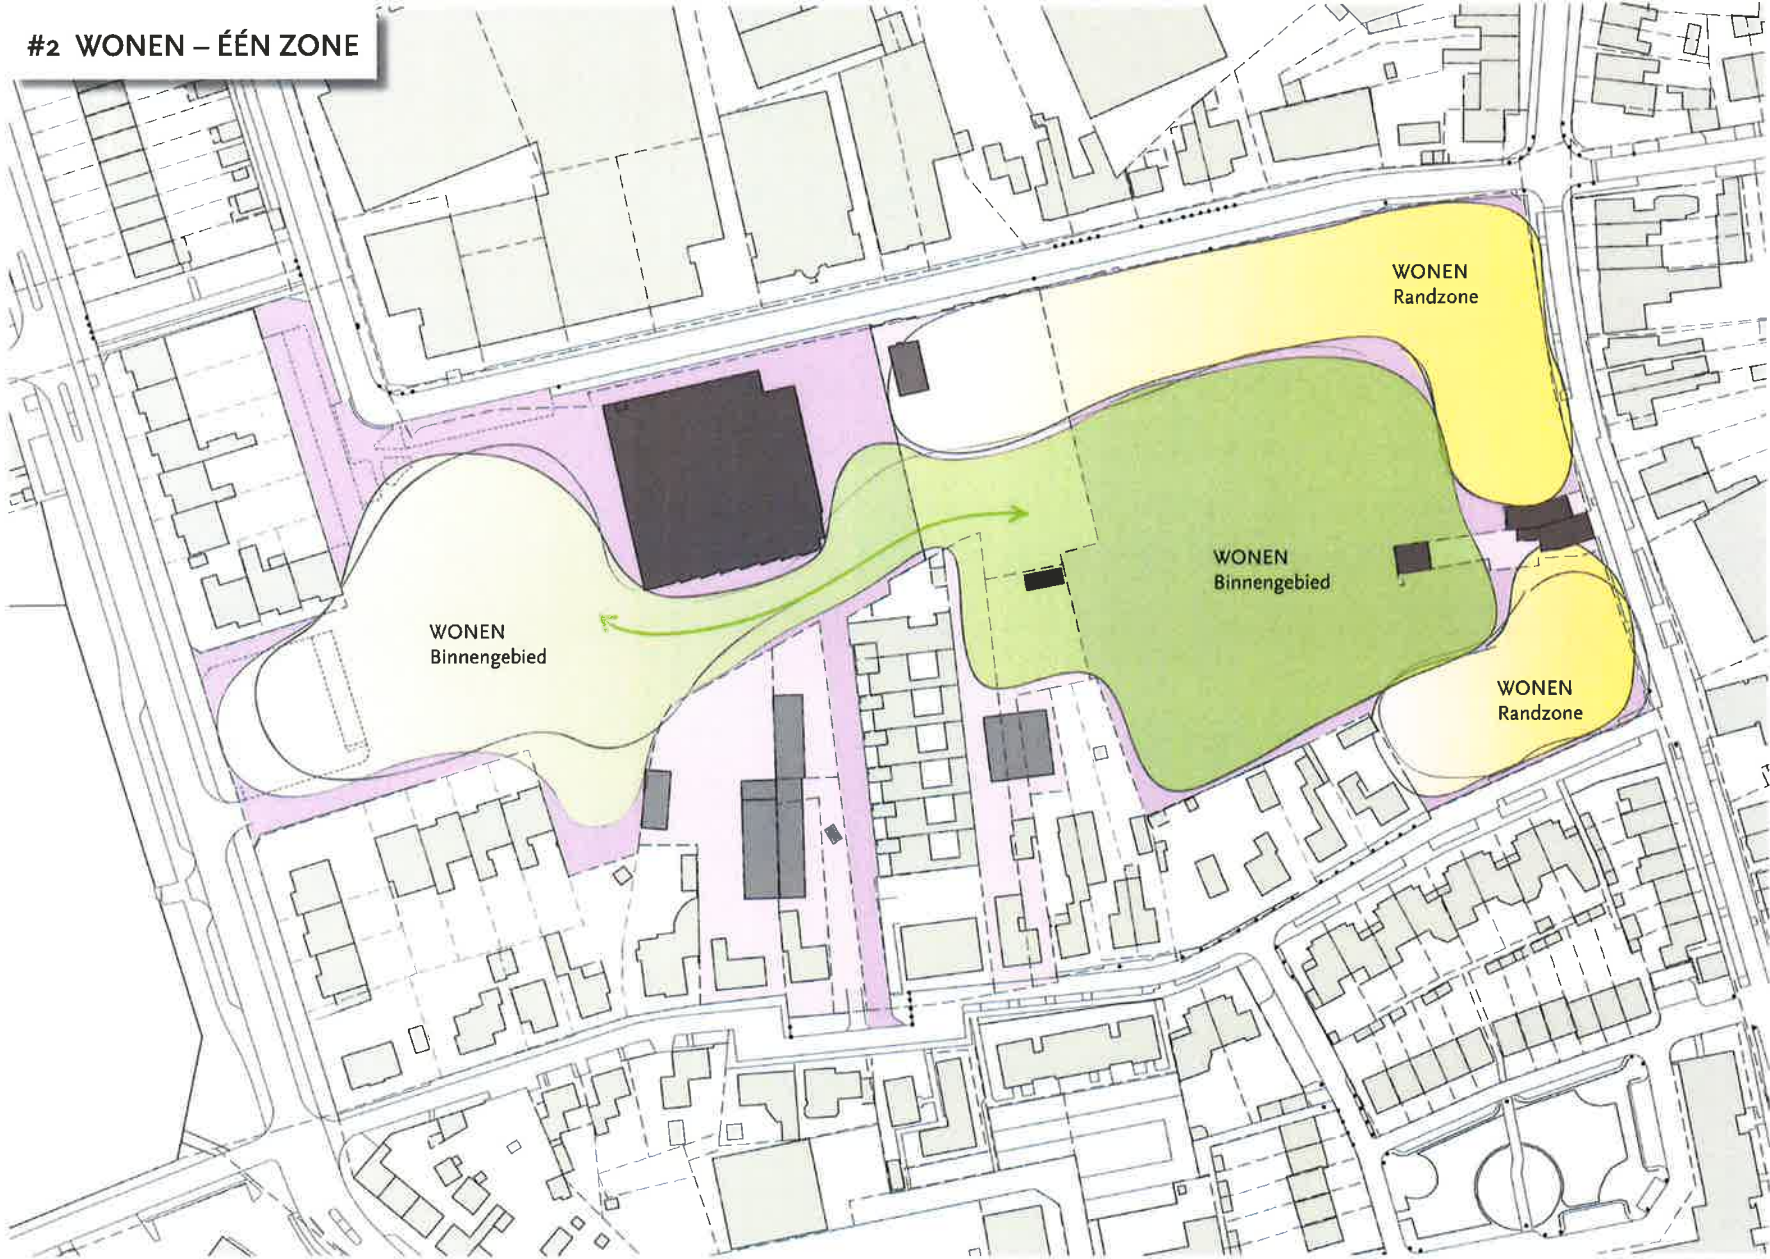 #2 WONEN – ÉÉN ZONE
WONEN
Randzone
WONEN
Binnengebied
WONEN
Binnengebied
WONEN
Randzone